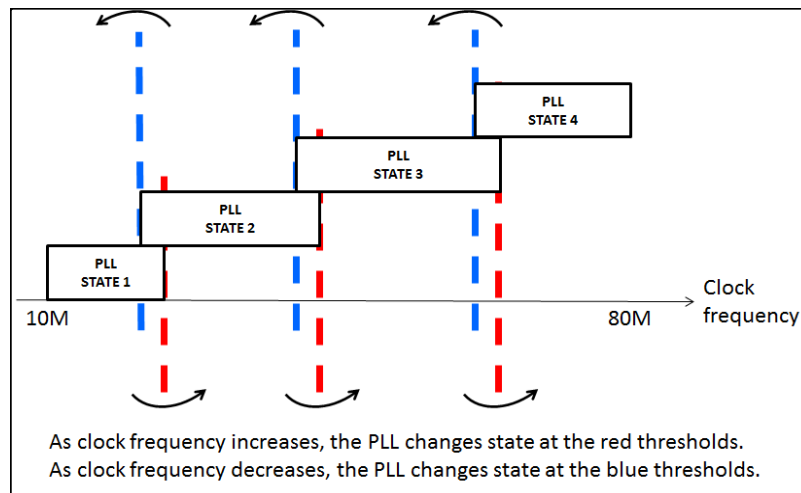 PLL
STATE 4
PLL
STATE 3
PLL
STATE 2
PLL
STATE 1
Clock
frequency
10M
80M
As clock frequency increases, the PLL changes state at the red thresholds.
As clock frequency decreases, the PLL changes state at the blue thresholds.